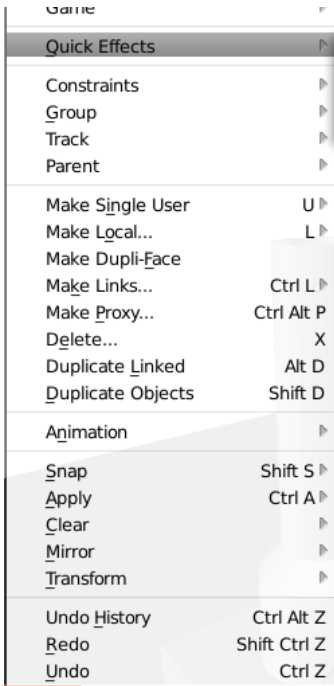 Game
Quick Effects
Constraints
Group
Track
Parent
Make Single User U
Make Local... L
Make Dupli-Face
Make Links... Ctrl L
Make Proxy... Ctrl Alt P
Delete... X
Duplicate Linked Alt D
Duplicate Objects Shift D
Animation
Snap Shift S
Apply Ctrl A
Clear
Mirror
Transform
Undo History Ctrl Alt Z
Redo Shift Ctrl Z
Undo Ctrl Z